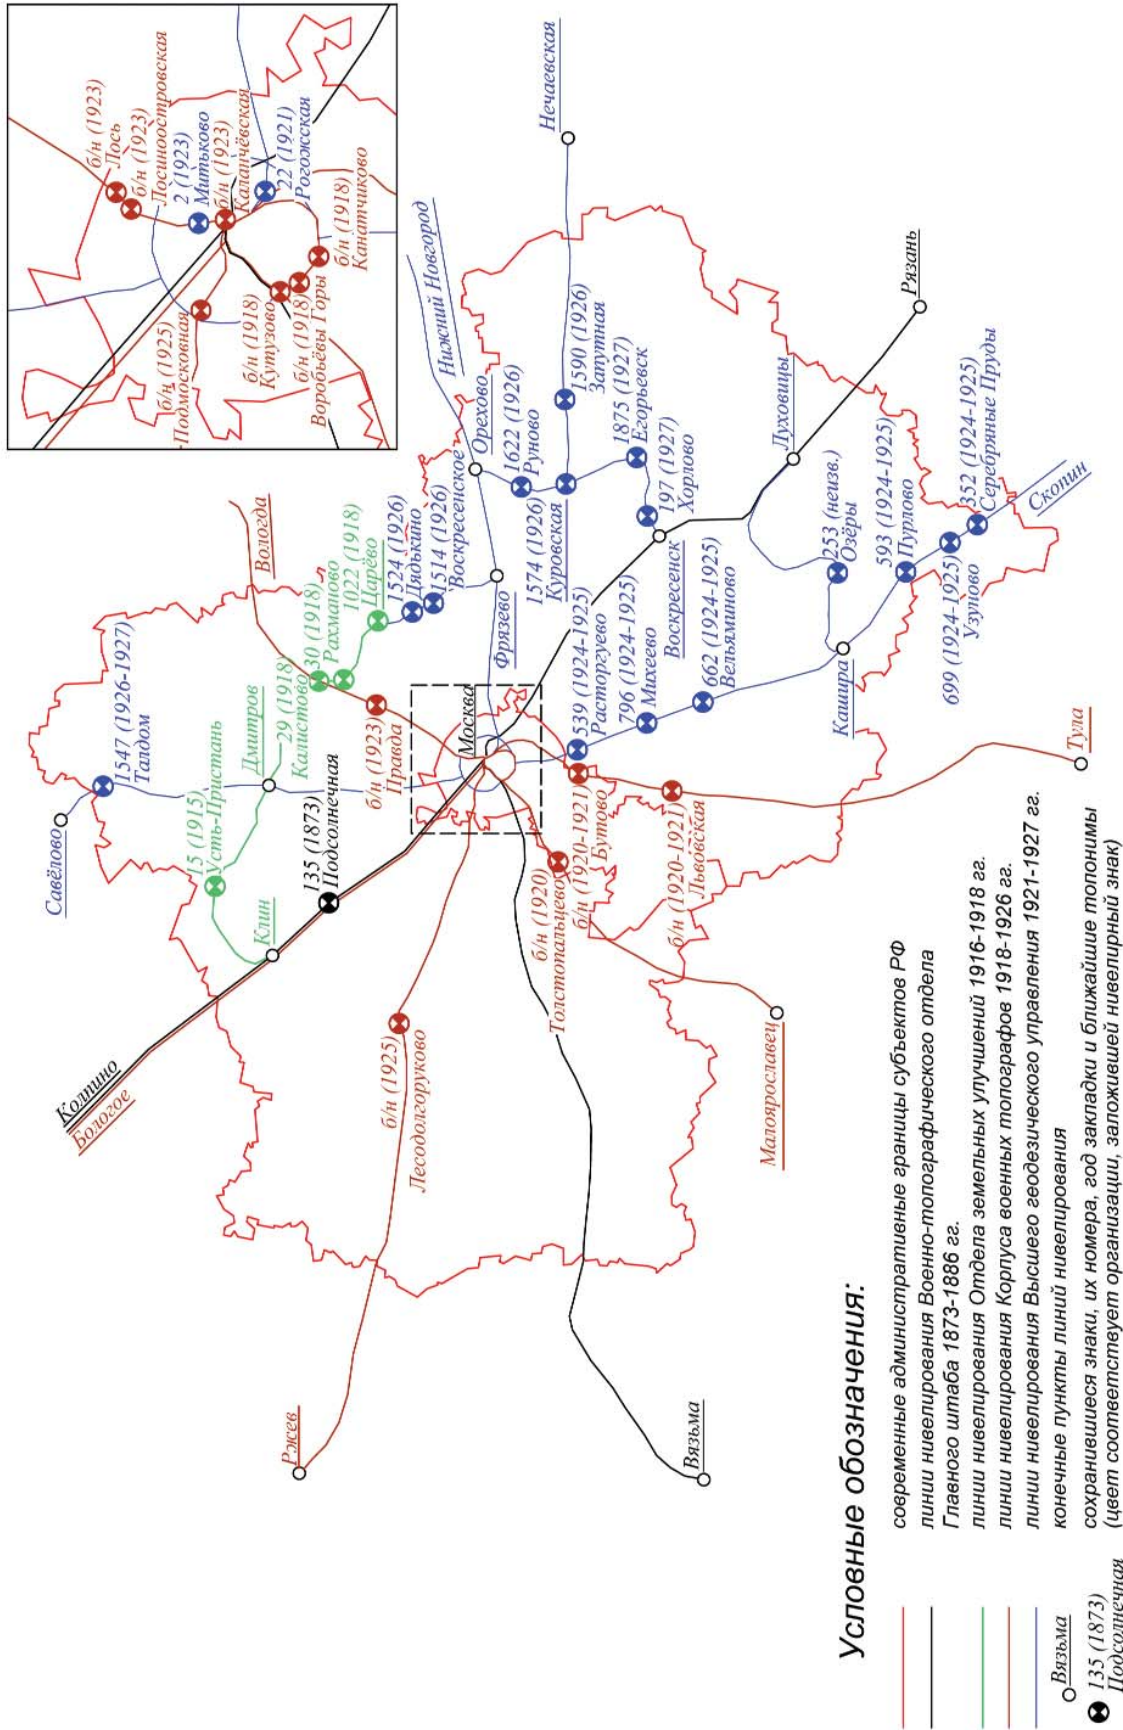 Савёлово
1547 (1926-1927)
Талдом
15 (1915)
Усть-Пристань
Дмитров
29 (1918)
Калистово
Клин
Колпино
Бологое
135 (1873)
Подсолнечная
Вологда
30 (1918)
Рахманово
1022 (1918)
Царёво
1524 (1926)
Дядькино
1514 (1926)
Воскресенское
б/н (1923)
Правда
Москва
Нижний Новгород
Орехово
Фрязево
1622 (1926)
Руново
1574 (1926)
Куровская
1590 (1926)
Запутная
Нечаевская
1875 (1927)
Егорьевск
197 (1927)
Хорлово
Воскресенск
Луховицы
Рязань
253 (неизв.)
Озёры
593 (1924-1925)
Пурлово
352 (1924-1925)
Серебряные Пруды
Скопин
699 (1924-1925)
Узуново
Кашира
539 (1924-1925)
Расторгуево
796 (1924-1925)
Михеево
662 (1924-1925)
Вельяминово
Тула
б/н (1920-1921)
Бутово
б/н (1920-1921)
Львовская
б/н (1920)
Толстопальцево
Малоярославец
б/н (1925)
Лесодолгоруково
Ржев
Вязьма
б/н (1923)
Лось
б/н (1923)
Лосиноостровская
2 (1923)
Митьково
б/н (1923)
Каланчёвская
22 (1921)
Рогожская
б/н (1918)
Канатчиково
б/н (1918)
Воробьёвы Горы
б/н (1918)
Кутузово
б/н (1925)
Подмосковная
Условные обозначения:
современные административные границы субъектов РФ
линии нивелирования Военно-топографического отдела
Главного штаба 1873-1886 гг.
линии нивелирования Отдела земельных улучшений 1916-1918 гг.
линии нивелирования Корпуса военных топографов 1918-1926 гг.
линии нивелирования Высшего геодезического управления 1921-1927 гг.
Вязьма
конечные пункты линий нивелирования
135 (1873)
Подсолнечная
сохранившиеся знаки, их номера, год закладки и ближайшие топонимы
(цвет соответствует организации, заложившей нивелирный знак)